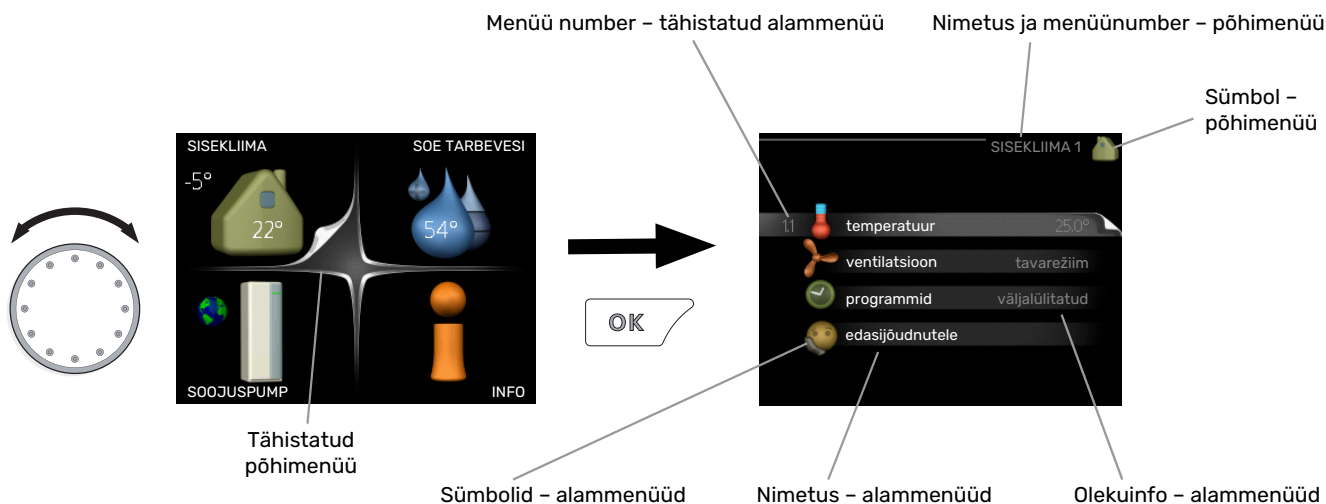 Menüü number – tähistatud alammenüü
Nimetus ja menüünumber – põhimenüü
Sümbol –
põhimenüü
SISEKLIIMA
SOE TARBEVESI
-5°
22°
54°
SOOJUSPUMP
INFO
Tähistatud
põhimenüü
OK
SISEKLIIMA 1
1.1 temperatuur 25.0°
ventilatsioon tavarežiim
programmid väljalülitatud
edasijõudnutele
Sümbolid – alammenüüd
Nimetus – alammenüüd
Olekuinfo – alammenüüd